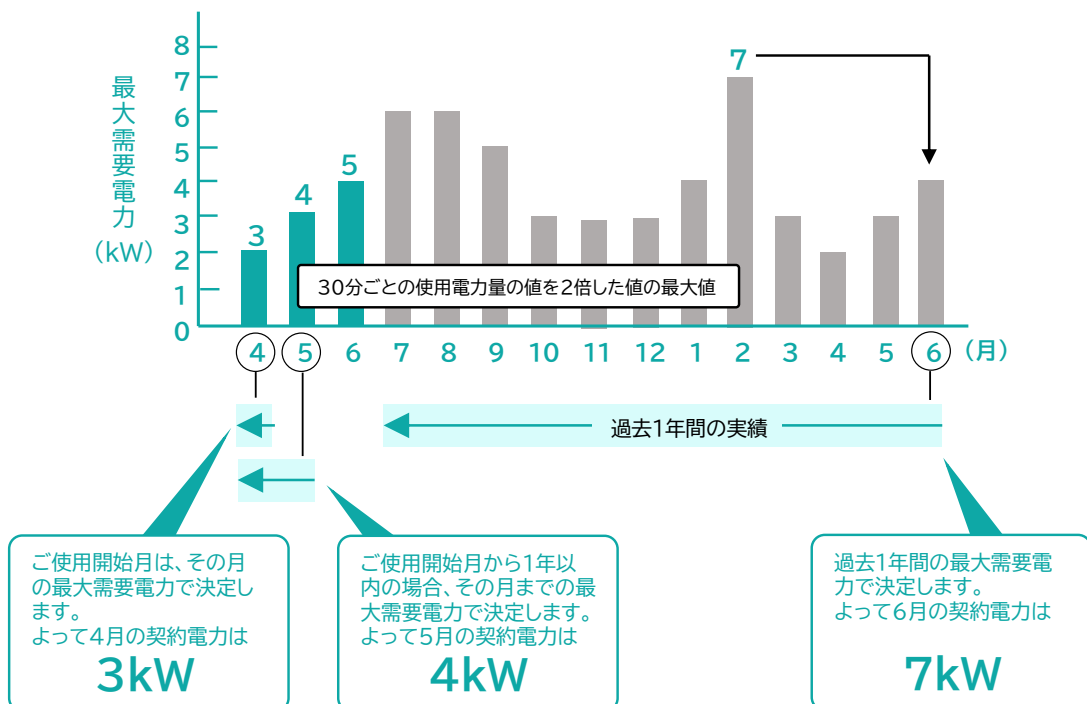 最大需要電力
(kW)
8
7
6
5
4
3
2
1
0
3
4
5
7
30分ごとの使用電力量の値を2倍した値の最大値
4 5 6 7 8 9 10 11 12 1 2 3 4 5 6 (月)
過去1年間の実績
ご使用開始月は、その月
の最大需要電力で決定し
ます。
よって4月の契約電力は
3kW
ご使用開始月から1年以
内の場合、その月までの最
大需要電力で決定します。
よって5月の契約電力は
4kW
過去1年間の最大需要電
力で決定します。
よって6月の契約電力は
7kW